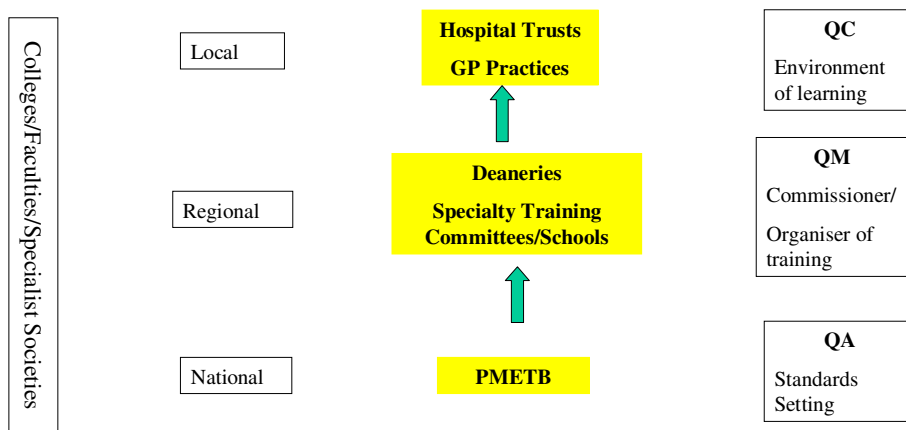 Colleges/Faculties/Specialist Societies
Local
Hospital Trusts
GP Practices
QC
Environment
of learning
Regional
Deaneries
Specialty Training
Committees/Schools
QM
Commissioner/
Organiser of
training
National
PMETB
QA
Standards
Setting